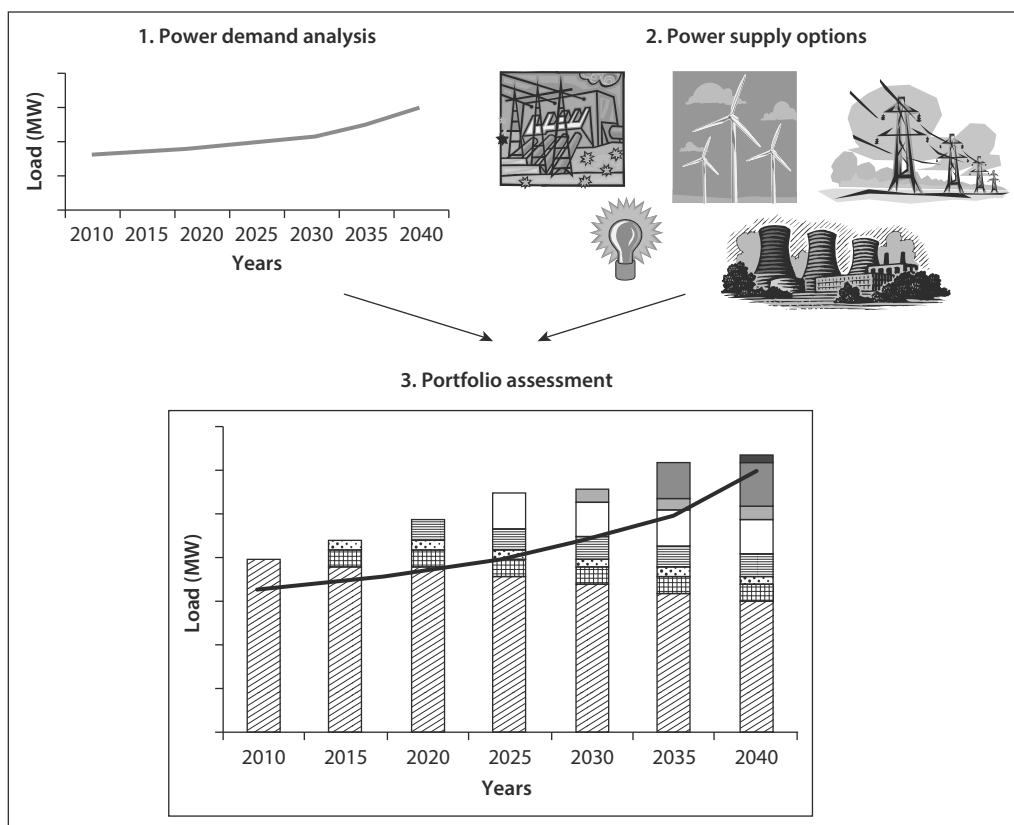 1. Power demand analysis
2. Power supply options
Load (MW)
2010 2015 2020 2025 2030 2035 2040
Years
3. Portfolio assessment
Load (MW)
2010 2015 2020 2025 2030 2035 2040
Years